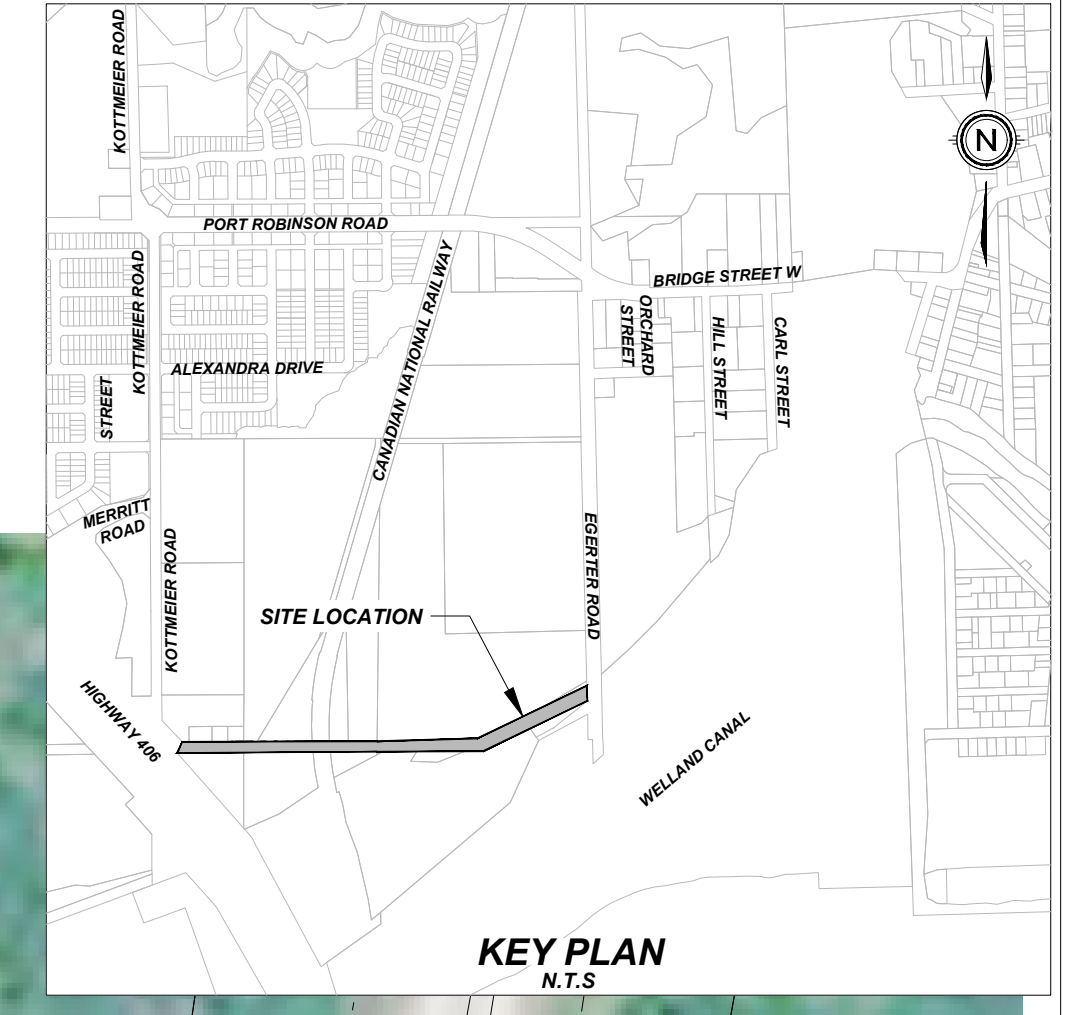 KOTTMEIER ROAD
N
PORT ROBINSON ROAD
KOTTMEIER ROAD
CANADIAN NATIONAL RAILWAY
BRIDGE STREET W
ORCHARD
STREET
HILL STREET
CARL STREET
ALEXANDRA DRIVE
STREET
MERRITT
ROAD
KOTTMEIER ROAD
EGERTER ROAD
SITE LOCATION
HIGHWAY 406
WELLAND CANAL
KEY PLAN
N.T.S